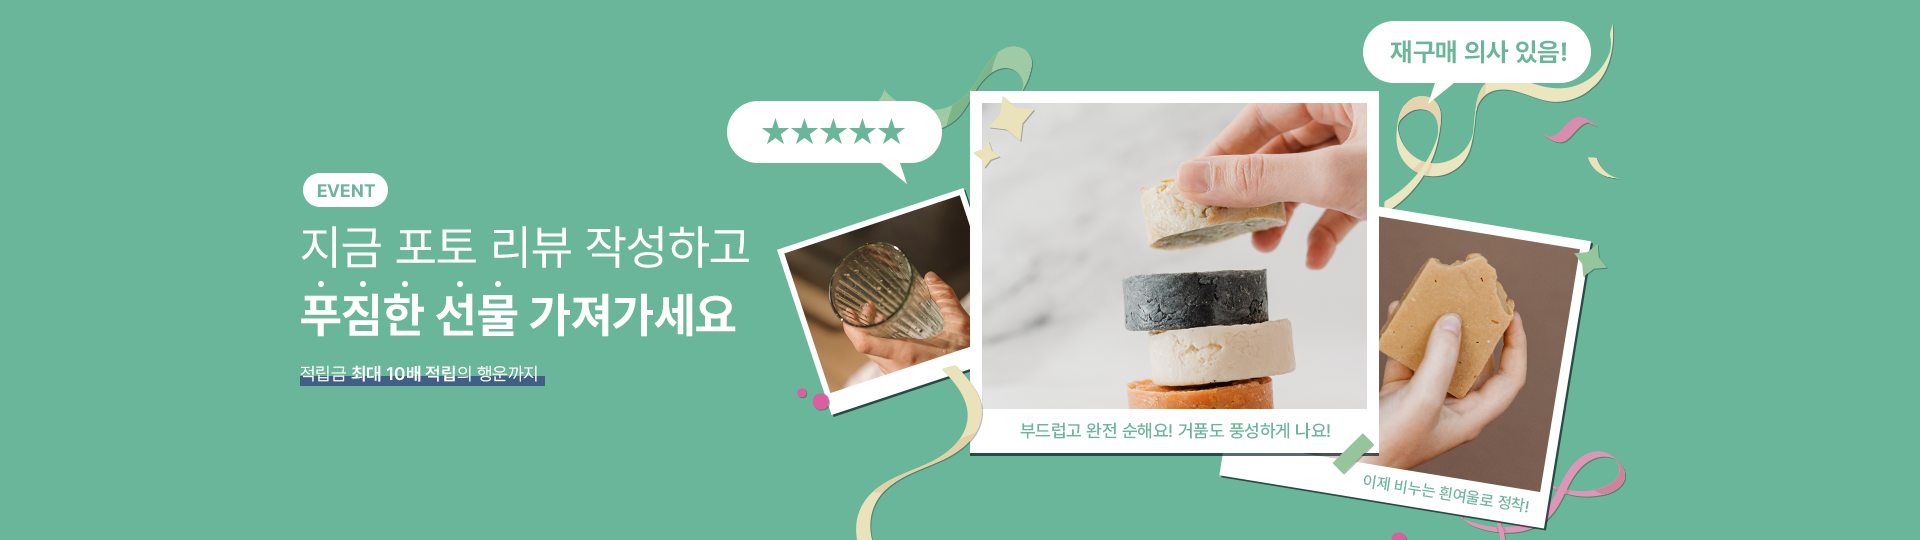 EVENT
지금 포토 리뷰 작성하고
푸짐한 선물 가져가세요
적립금 최대 10배 적립의 행운까지
★★★★★
재구매 의사 있음!
부드럽고 완전 순해요! 거품도 풍성하게 나요!
이제 비누는 흰여울로 정착!